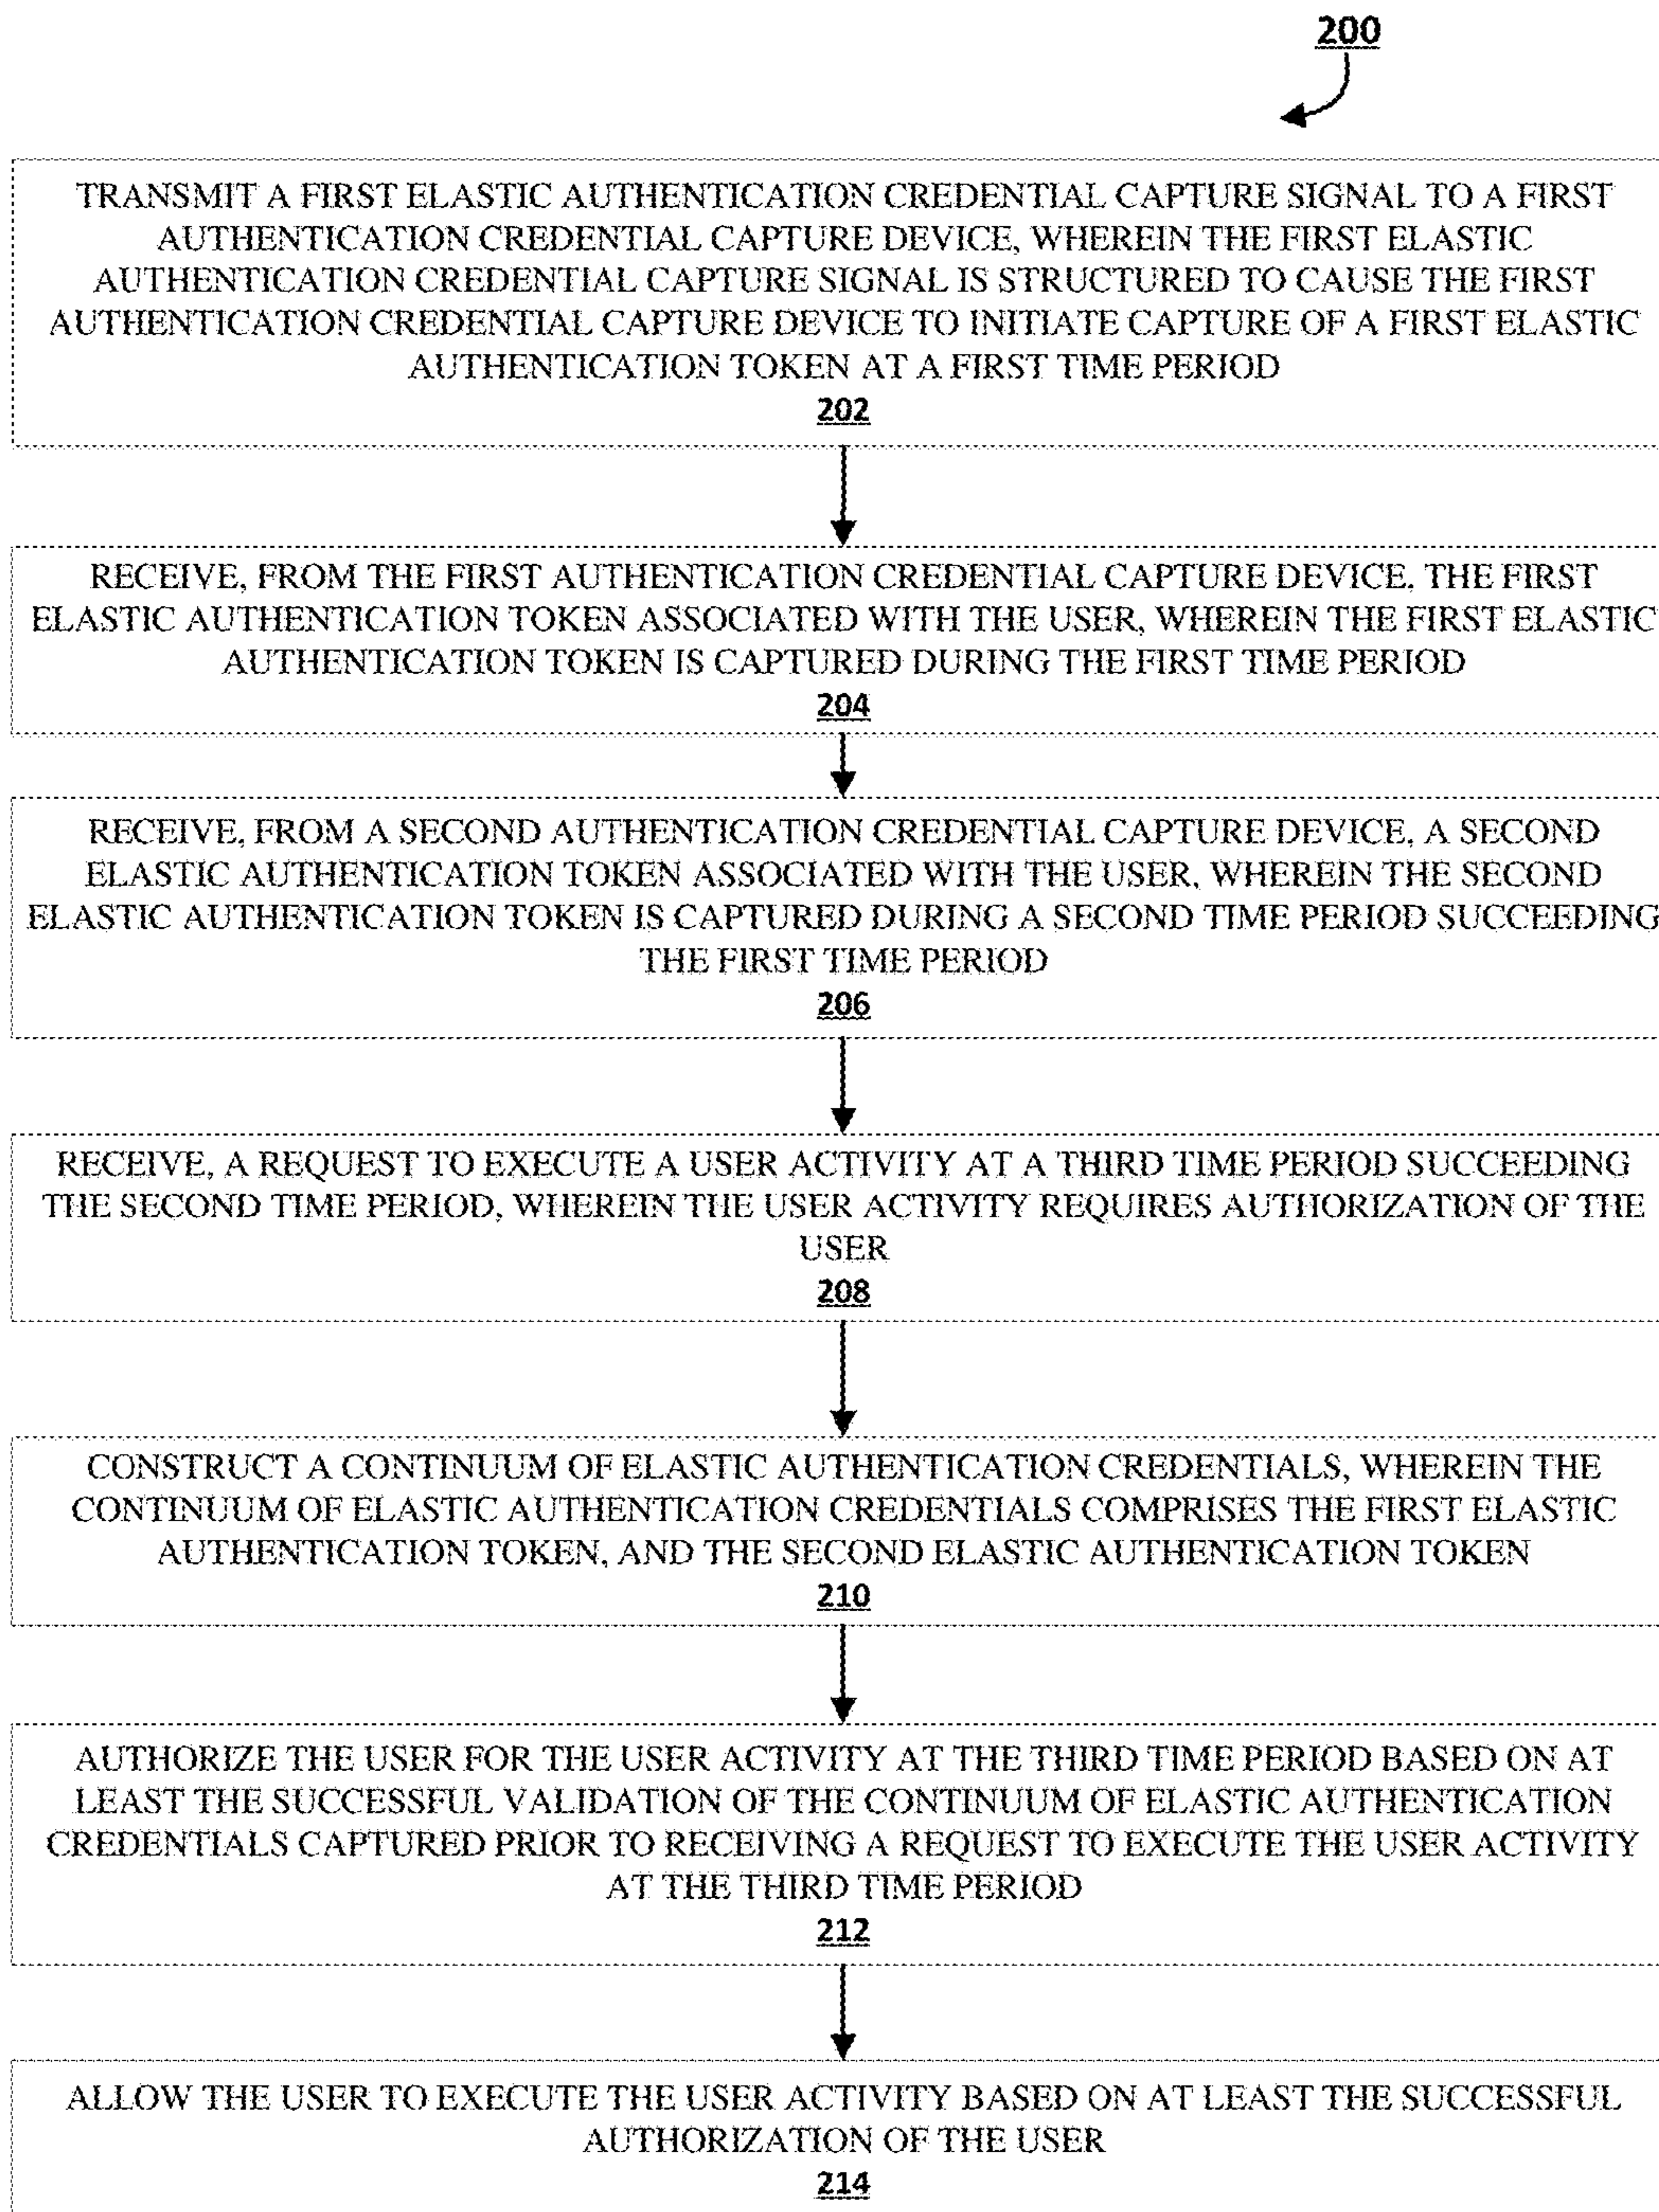 200
TRANSMIT A FIRST ELASTIC AUTHENTICATION CREDENTIAL CAPTURE SIGNAL TO A FIRST
AUTHENTICATION CREDENTIAL CAPTURE DEVICE, WHEREIN THE FIRST ELASTIC
AUTHENTICATION CREDENTIAL CAPTURE SIGNAL IS STRUCTURED TO CAUSE THE FIRST
AUTHENTICATION CREDENTIAL CAPTURE DEVICE TO INITIATE CAPTURE OF A FIRST ELASTIC
AUTHENTICATION TOKEN AT A FIRST TIME PERIOD
202
RECEIVE, FROM THE FIRST AUTHENTICATION CREDENTIAL CAPTURE DEVICE, THE FIRST
ELASTIC AUTHENTICATION TOKEN ASSOCIATED WITH THE USER, WHEREIN THE FIRST ELASTIC
AUTHENTICATION TOKEN IS CAPTURED DURING THE FIRST TIME PERIOD
204
RECEIVE, FROM A SECOND AUTHENTICATION CREDENTIAL CAPTURE DEVICE, A SECOND
ELASTIC AUTHENTICATION TOKEN ASSOCIATED WITH THE USER, WHEREIN THE SECOND
ELASTIC AUTHENTICATION TOKEN IS CAPTURED DURING A SECOND TIME PERIOD SUCCEEDING
THE FIRST TIME PERIOD
206
RECEIVE, A REQUEST TO EXECUTE A USER ACTIVITY AT A THIRD TIME PERIOD SUCCEEDING
THE SECOND TIME PERIOD, WHEREIN THE USER ACTIVITY REQUIRES AUTHORIZATION OF THE
USER
208
CONSTRUCT A CONTINUUM OF ELASTIC AUTHENTICATION CREDENTIALS, WHEREIN THE
CONTINUUM OF ELASTIC AUTHENTICATION CREDENTIALS COMPRISES THE FIRST ELASTIC
AUTHENTICATION TOKEN, AND THE SECOND ELASTIC AUTHENTICATION TOKEN
210
AUTHORIZE THE USER FOR THE USER ACTIVITY AT THE THIRD TIME PERIOD BASED ON AT
LEAST THE SUCCESSFUL VALIDATION OF THE CONTINUUM OF ELASTIC AUTHENTICATION
CREDENTIALS CAPTURED PRIOR TO RECEIVING A REQUEST TO EXECUTE THE USER ACTIVITY
AT THE THIRD TIME PERIOD
212
ALLOW THE USER TO EXECUTE THE USER ACTIVITY BASED ON AT LEAST THE SUCCESSFUL
AUTHORIZATION OF THE USER
214